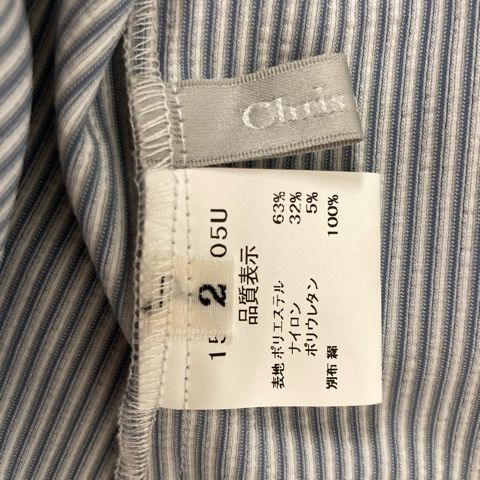 2
05U
品質表示
表地 ポリエステル 63%
ナイロン 32%
ポリウレタン 5%
別布 綿 100%